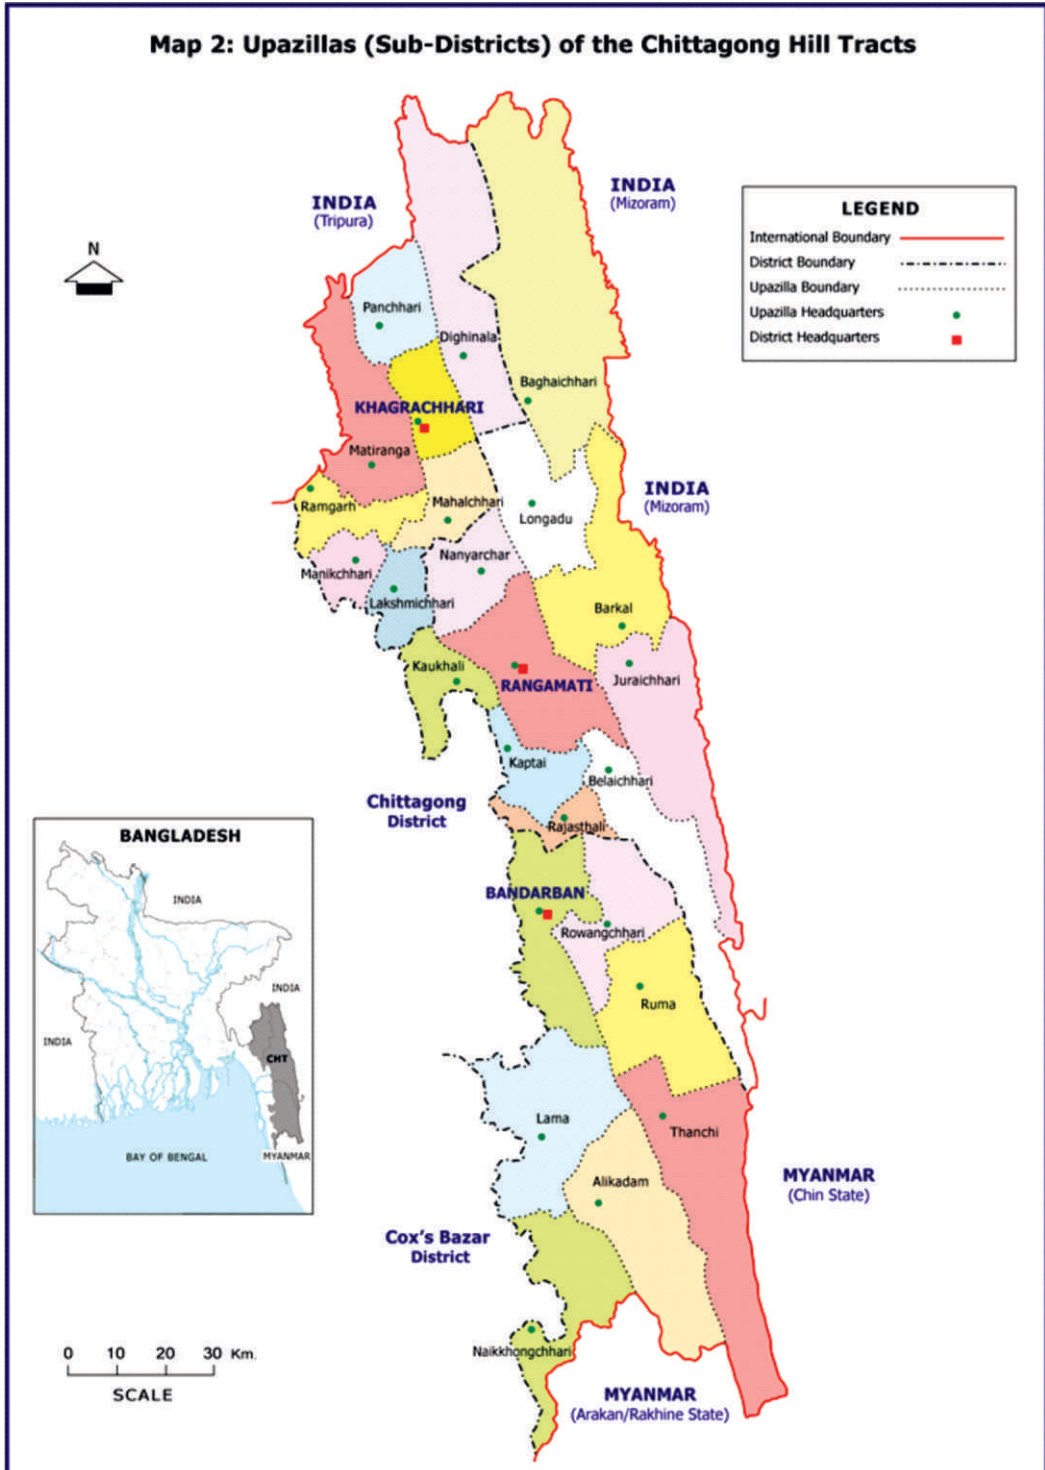 Map 2: Upazillas (Sub-Districts) of the Chittagong Hill Tracts
INDIA
(Tripura)
INDIA
(Mizoram)
LEGEND
International Boundary
District Boundary
Upazilla Boundary
Upazilla Headquarters
District Headquarters
N
Panchhari
Dighinala
Baghaichhari
KHAGRACHHARI
Matiranga
INDIA
(Mizoram)
Ramgarh
Mahalchhari
Longadu
Nanyarchar
Manikchhari
Lakshmichhari
Barkal
Kaukhali
RANGAMATI
Juraichhari
Kaptai
Belaichhari
Chittagong
District
Rajasthali
BANDARBAN
Rowangchhari
Ruma
BANGLADESH
INDIA
INDIA
INDIA
CHT
BAY OF BENGAL
MYANMAR
Lama
Thanchi
Alikadam
MYANMAR
(Chin State)
Cox's Bazar
District
Naikkhongchhari
0 10 20 30 Km.
SCALE
MYANMAR
(Arakan/Rakhine State)